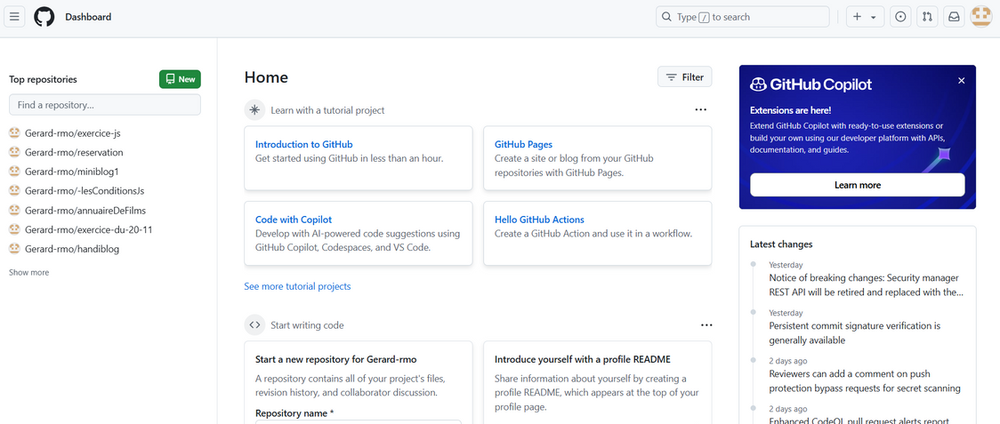 Dashboard
Type / to search
Top repositories
New
Find a repository...
Gerard-rmo/exercice-js
Gerard-rmo/reservation
Gerard-rmo/miniblog1
Gerard-rmo/-lesConditionsJs
Gerard-rmo/annuaireDeFilms
Gerard-rmo/exercice-du-20-11
Gerard-rmo/handiblog
Show more
Home
Filter
Learn with a tutorial project
Introduction to GitHub
Get started using GitHub in less than an hour.
GitHub Pages
Create a site or blog from your GitHub
repositories with GitHub Pages.
Code with Copilot
Develop with AI-powered code suggestions using
GitHub Copilot, Codespaces, and VS Code.
Hello GitHub Actions
Create a GitHub Action and use it in a workflow.
See more tutorial projects
Start writing code
Start a new repository for Gerard-rmo
A repository contains all of your project's files,
revision history, and collaborator discussion.
Repository name *
Introduce yourself with a profile README
Share information about yourself by creating a
profile README, which appears at the top of your
profile page.
GitHub Copilot
Extensions are here!
Extend GitHub Copilot with ready-to-use extensions or
build your own using our developer platform with APIs,
documentation, and guides.
Learn more
Latest changes
Yesterday
Notice of breaking changes: Security manager
REST API will be retired and replaced with the...
Yesterday
Persistent commit signature verification is
generally available
2 days ago
Reviewers can add a comment on push
protection bypass requests for secret scanning
2 days ago
Enhanced CodeQL pull request alerts report